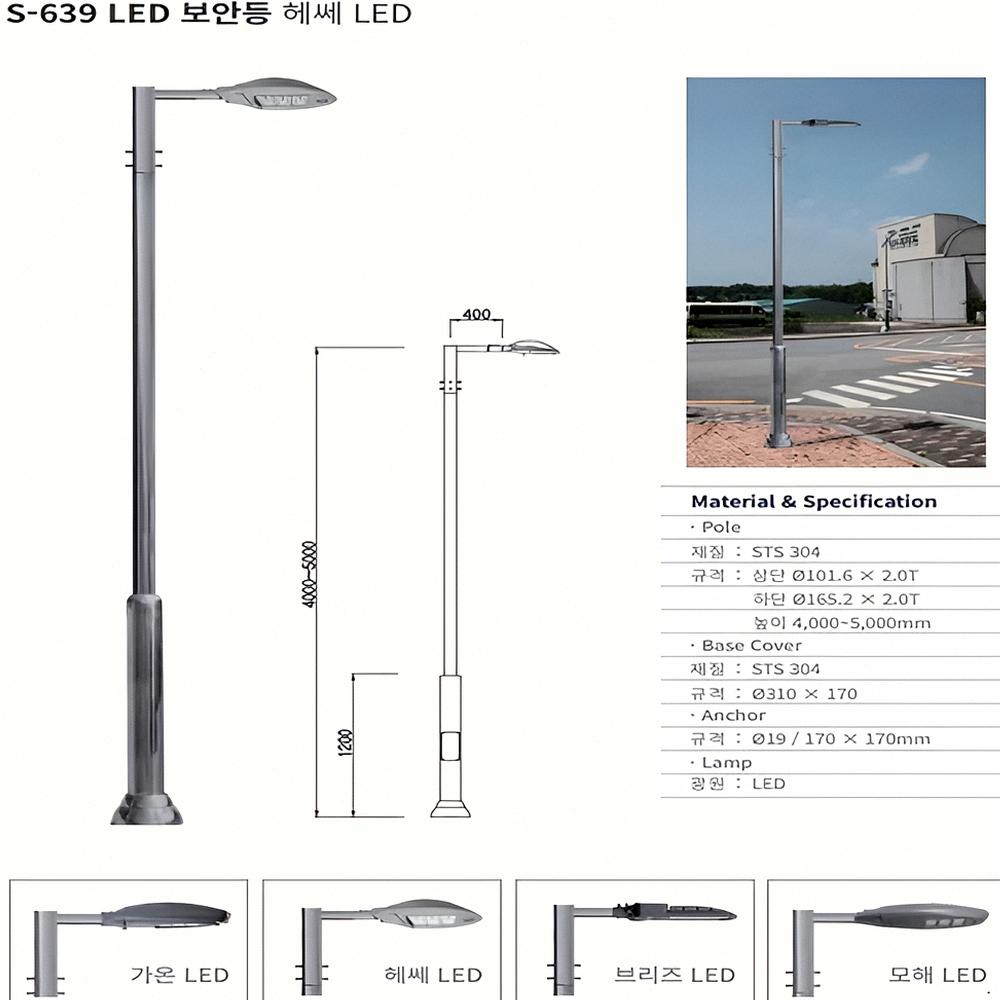 S-639 LED 보안등 헤쎄 LED
400
4000~5000
1200
Material & Specification
· Pole
재질 : STS 304
규격 : 상단 Ø101.6 × 2.0T
하단 Ø165.2 × 2.0T
높이 4,000~5,000mm
· Base Cover
재질 : STS 304
규격 : Ø310 × 170
· Anchor
규격 : Ø19 / 170 × 170mm
· Lamp
광원 : LED
가온 LED
헤쎄 LED
브리즈 LED
모해 LED